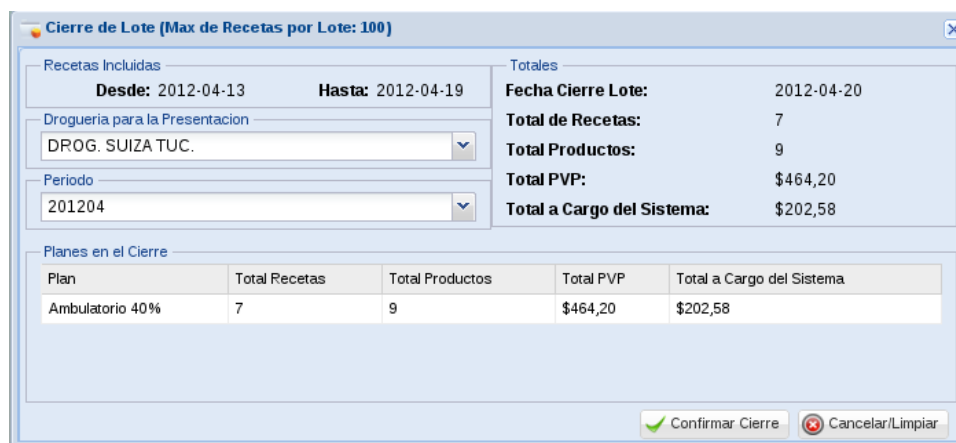 Cierre de Lote (Max de Recetas por Lote: 100)
Recetas Incluidas
Desde: 2012-04-13 Hasta: 2012-04-19
Drogueria para la Presentacion
DROG. SUIZA TUC.
Periodo
201204
Totales
Fecha Cierre Lote: 2012-04-20
Total de Recetas: 7
Total Productos: 9
Total PVP: $464,20
Total a Cargo del Sistema: $202,58
Planes en el Cierre
Plan Total Recetas Total Productos Total PVP Total a Cargo del Sistema
Ambulatorio 40% 7 9 $464,20 $202,58
Confirmar Cierre Cancelar/Limpiar